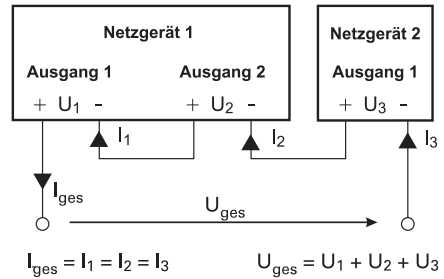 Netzgerät 1
Netzgerät 2
Ausgang 1
Ausgang 2
Ausgang 1
+ U1 -
+ U2 -
+ U3 -
I1
I2
I3
Iges
Uges
Iges = I1 = I2 = I3
Uges = U1 + U2 + U3